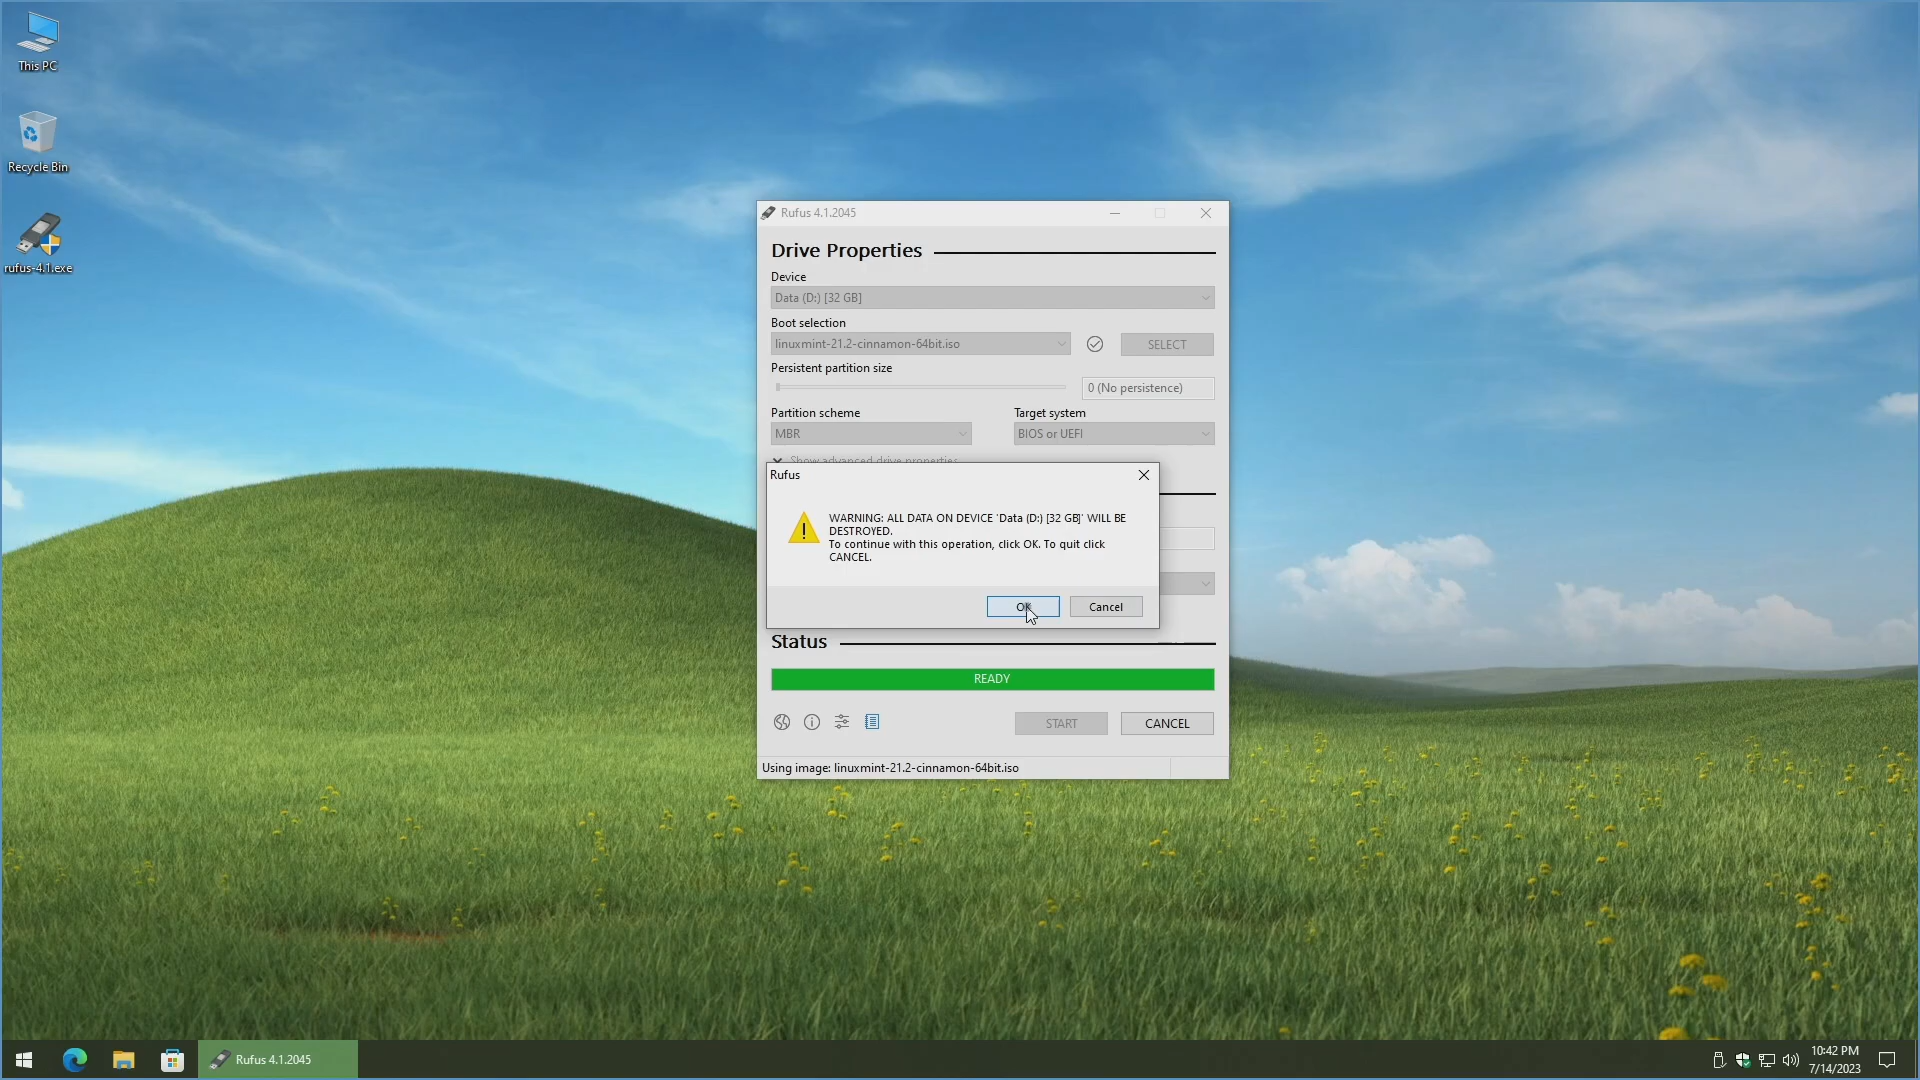 This PC
Recycle Bin
rufus-4.1.exe
Rufus 4.1.2045
Drive Properties
Device
Data (D:) [32 GB]
Boot selection
linuxmint-21.2-cinnamon-64bit.iso
SELECT
Persistent partition size
0 (No persistence)
Partition scheme
Target system
MBR
BIOS or UEFI
Show advanced drive properties
Rufus
WARNING: ALL DATA ON DEVICE 'Data (D:) [32 GB]' WILL BE
DESTROYED.
To continue with this operation, click OK. To quit click
CANCEL.
OK
Cancel
Status
READY
START
CANCEL
Using image: linuxmint-21.2-cinnamon-64bit.iso
Rufus 4.1.2045
10:42 PM
7/14/2023